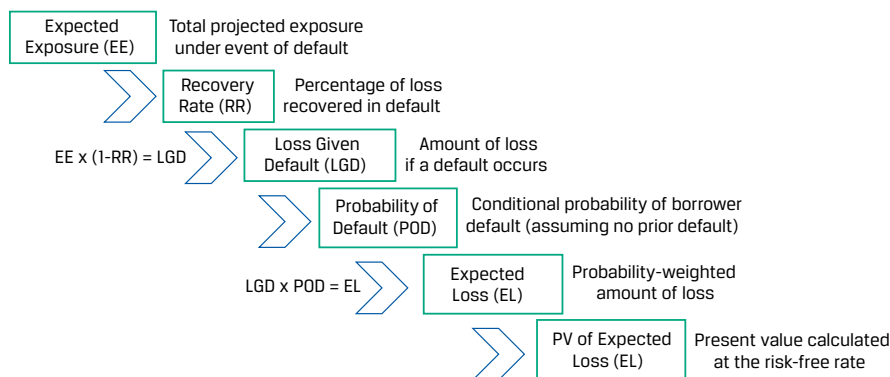 Expected
Exposure (EE)
Total projected exposure
under event of default
Recovery
Rate (RR)
Percentage of loss
recovered in default
EE x (1-RR) = LGD
Loss Given
Default (LGD)
Amount of loss
if a default occurs
Probability of
Default (POD)
Conditional probability of borrower
default (assuming no prior default)
LGD x POD = EL
Expected
Loss (EL)
Probability-weighted
amount of loss
PV of Expected
Loss (EL)
Present value calculated
at the risk-free rate